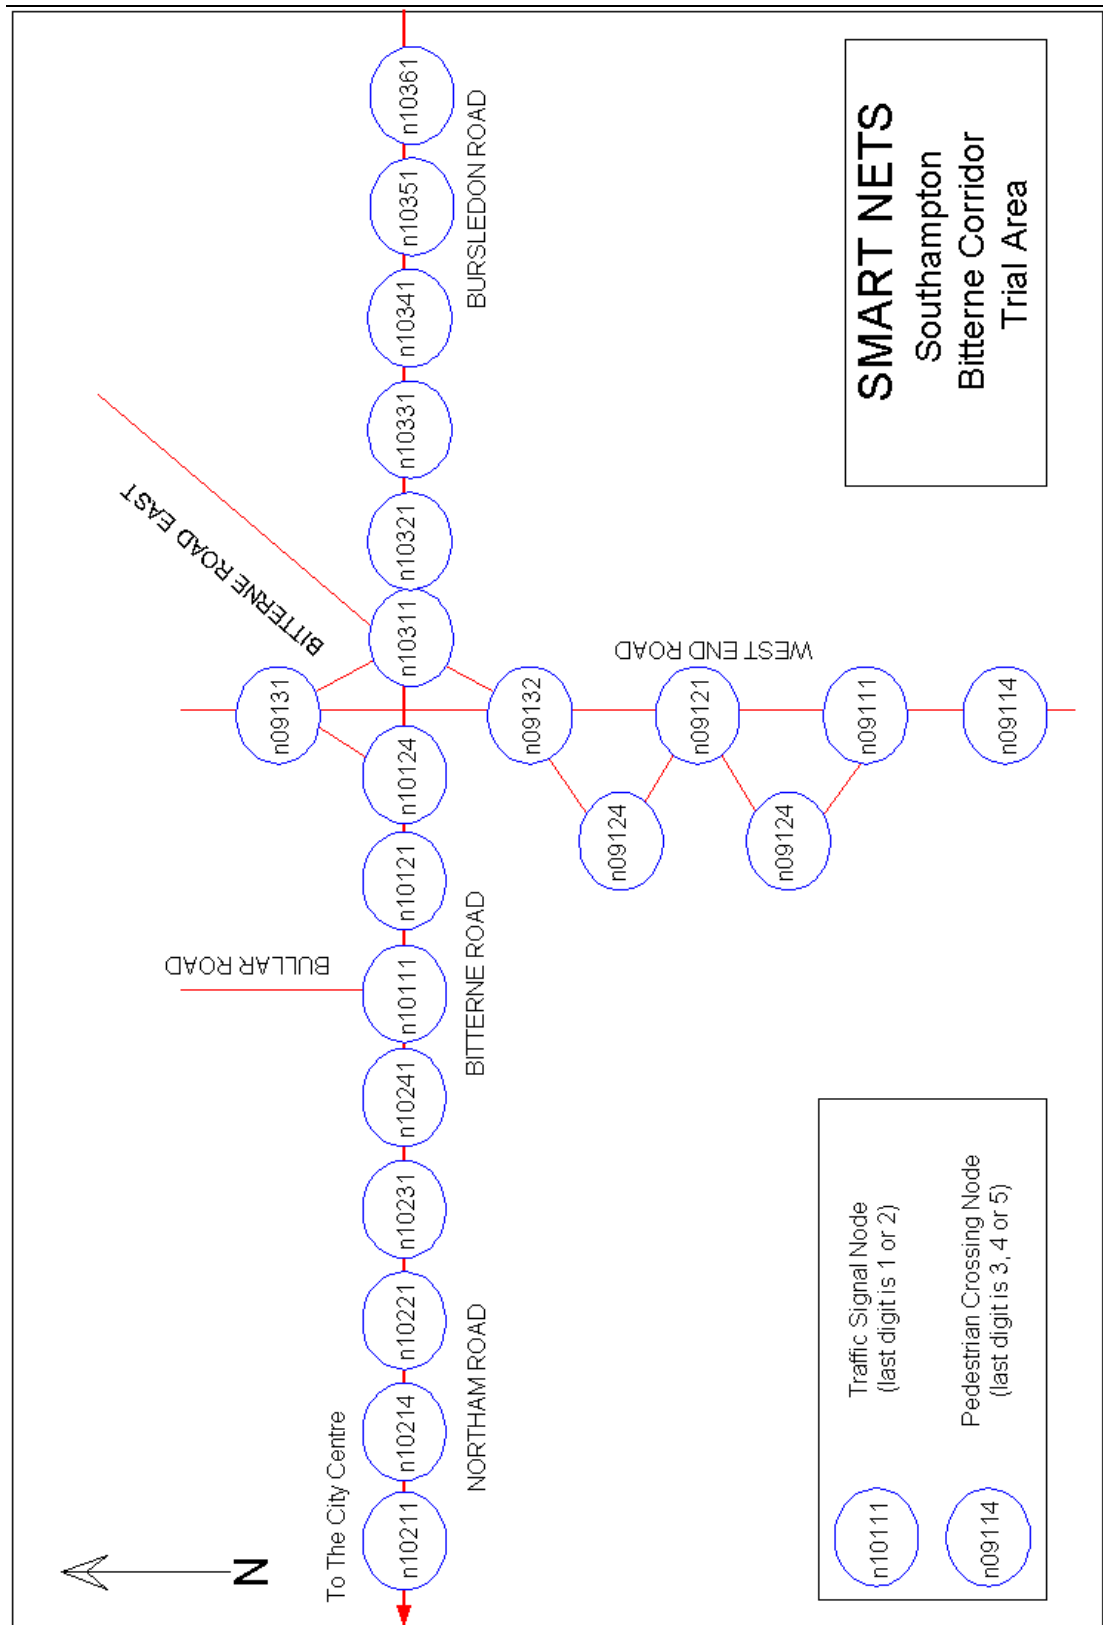 N
BULLAR ROAD
n09131
BITTERNE ROAD EAST
To The City Centre
n10211
n10214
n10221
n10231
n10241
n10111
n10121
n10124
n10311
n10321
n10331
n10341
n10351
n10361
NORTHAM ROAD
BITTERNE ROAD
BURSLEDON ROAD
n09132
WEST END ROAD
n09124
n09121
n09124
n09111
n09114
SMART NETS
Southampton
Bitterne Corridor
Trial Area
n10111
Traffic Signal Node
(last digit is 1 or 2)
n09114
Pedestrian Crossing Node
(last digit is 3, 4 or 5)